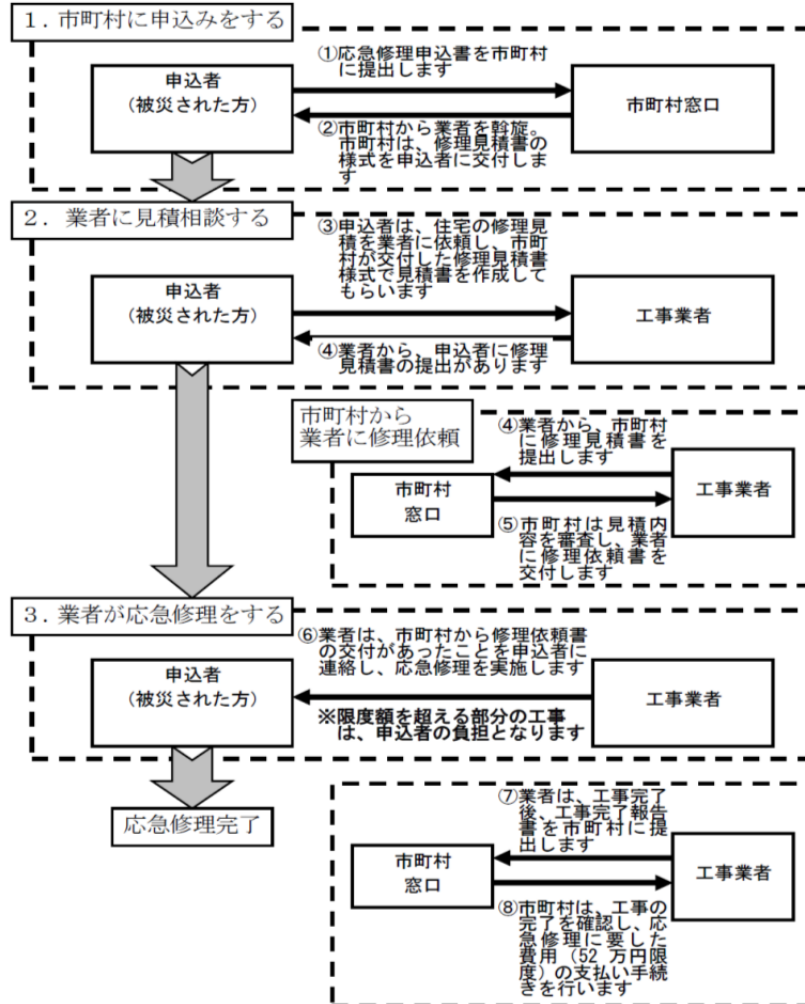 1．市町村に申込みをする
①応急修理申込書を市町村
に提出します
申込者
（被災された方）
市町村窓口
②市町村から業者を斡旋。
市町村は、修理見積書の
様式を申込者に交付しま
す
2．業者に見積相談する
③申込者は、住宅の修理見
積を業者に依頼し、市町
村が交付した修理見積書
様式で見積書を作成して
もらいます
申込者
（被災された方）
工事業者
④業者から、申込者に修理
見積書の提出があります
市町村から
業者に修理依頼
④業者から、市町村
に修理見積書を
提出します
市町村
窓口
工事業者
⑤市町村は見積内
容を審査し、業者
に修理依頼書を
交付します
3．業者が応急修理をする
⑥業者は、市町村から修理依頼書
の交付があったことを申込者に
連絡し、応急修理を実施します
申込者
（被災された方）
工事業者
※限度額を超える部分の工事
は、申込者の負担となります
応急修理完了
⑦業者は、工事完了
後、工事完了報告
書を市町村に提
出します
市町村
窓口
工事業者
⑧市町村は、工事の
完了を確認し、応
急修理に要した
費用（52 万円限
度）の支払い手続
きを行います